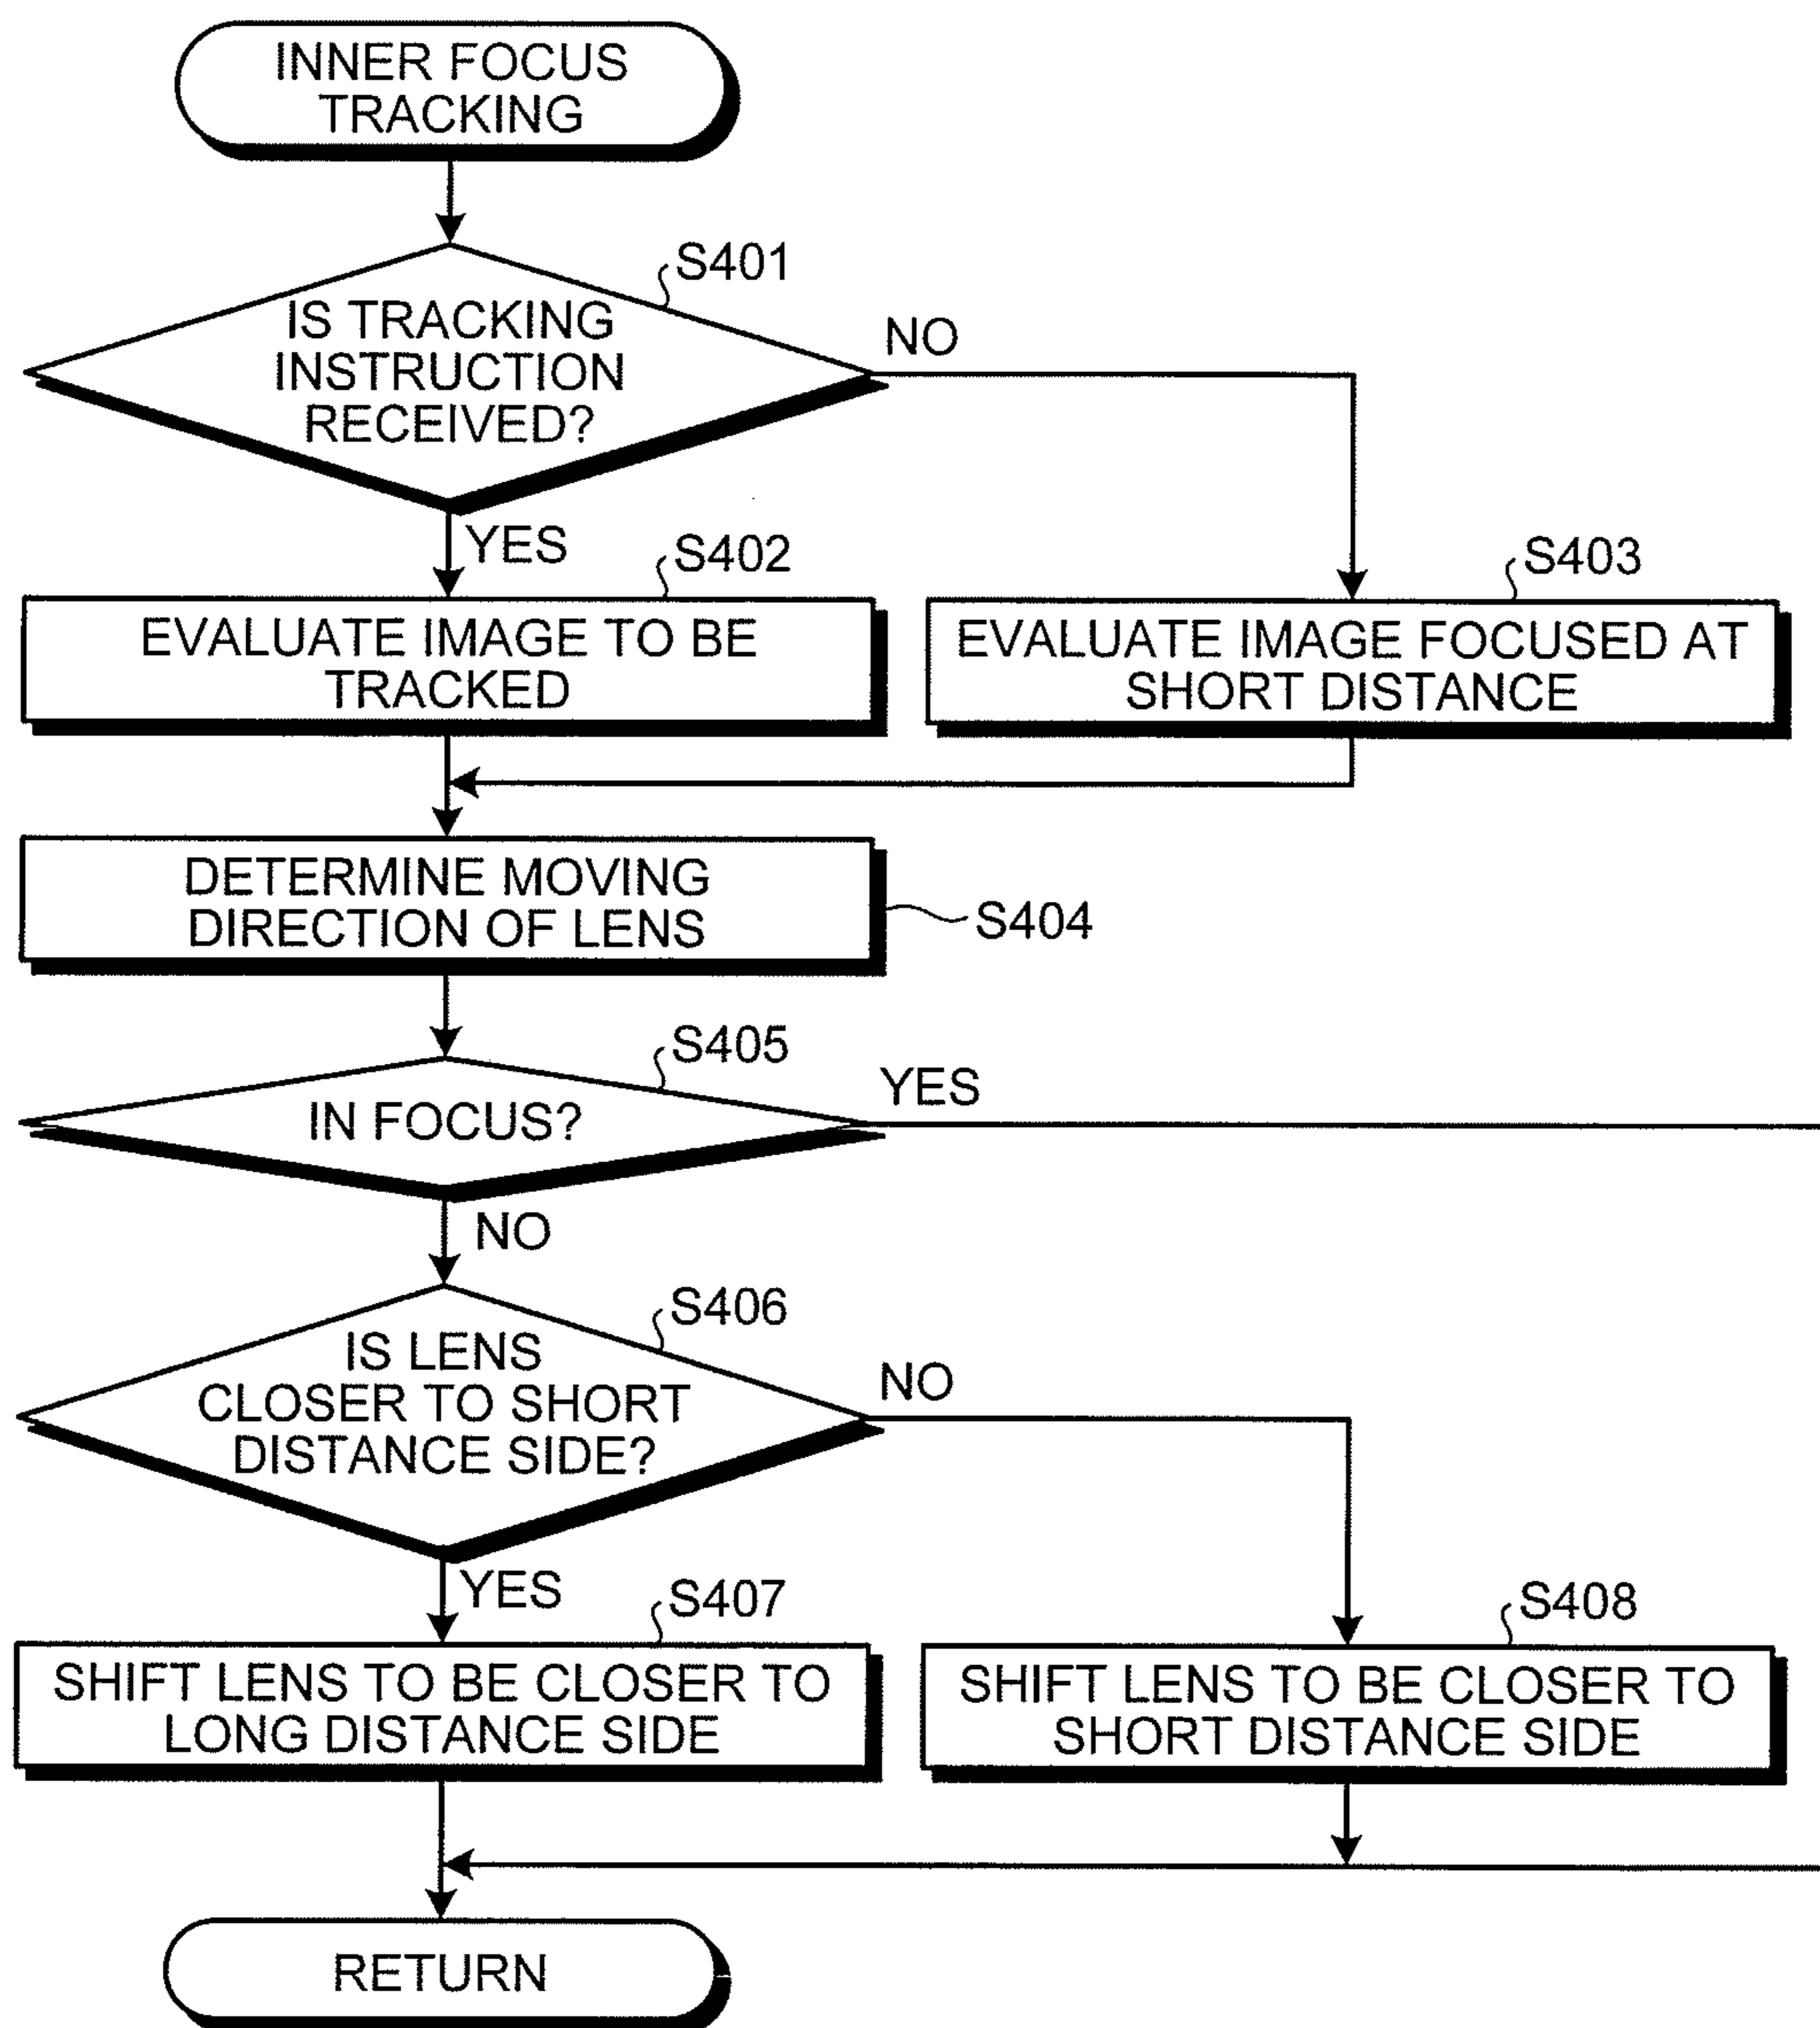 INNER FOCUS
TRACKING
S401
IS TRACKING
INSTRUCTION
RECEIVED?
NO
YES
S402
EVALUATE IMAGE TO BE
TRACKED
S403
EVALUATE IMAGE FOCUSED AT
SHORT DISTANCE
DETERMINE MOVING
DIRECTION OF LENS
S404
S405
IN FOCUS?
YES
NO
S406
IS LENS
CLOSER TO SHORT
DISTANCE SIDE?
NO
YES
S407
SHIFT LENS TO BE CLOSER TO
LONG DISTANCE SIDE
S408
SHIFT LENS TO BE CLOSER TO
SHORT DISTANCE SIDE
RETURN